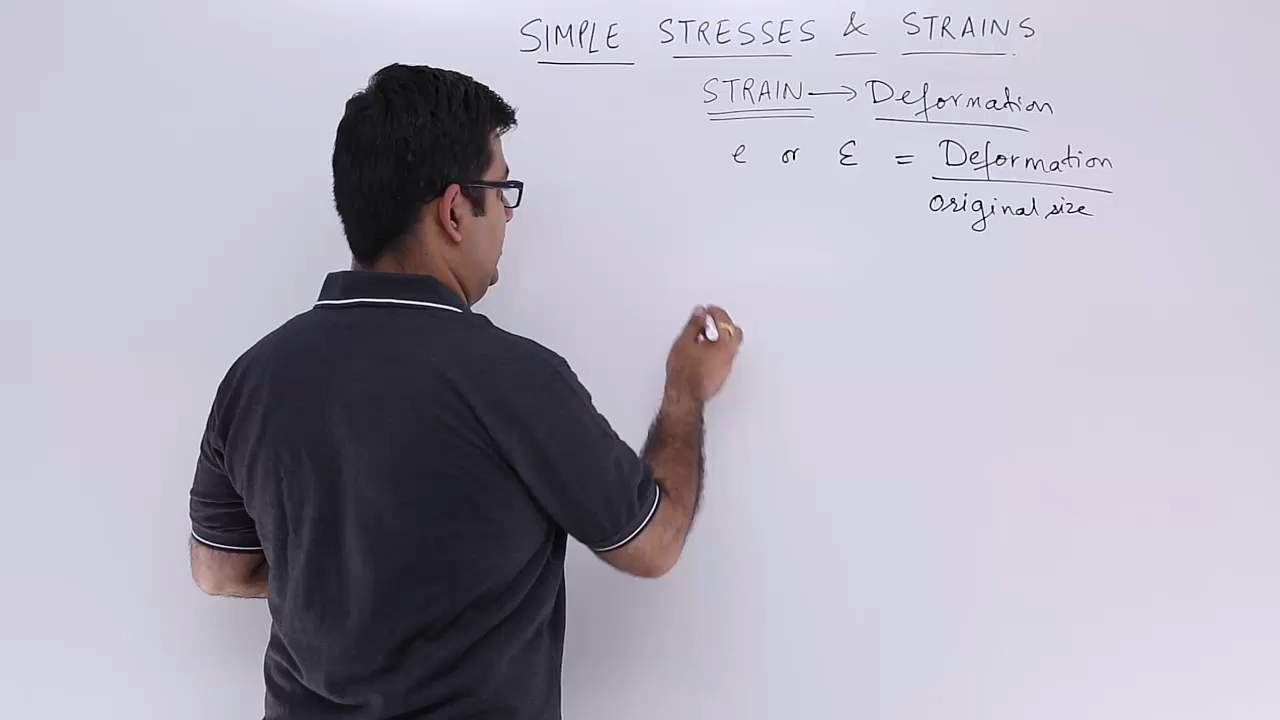 SIMPLE STRESSES & STRAINS
STRAIN → Deformation
e or ε = Deformation
original size